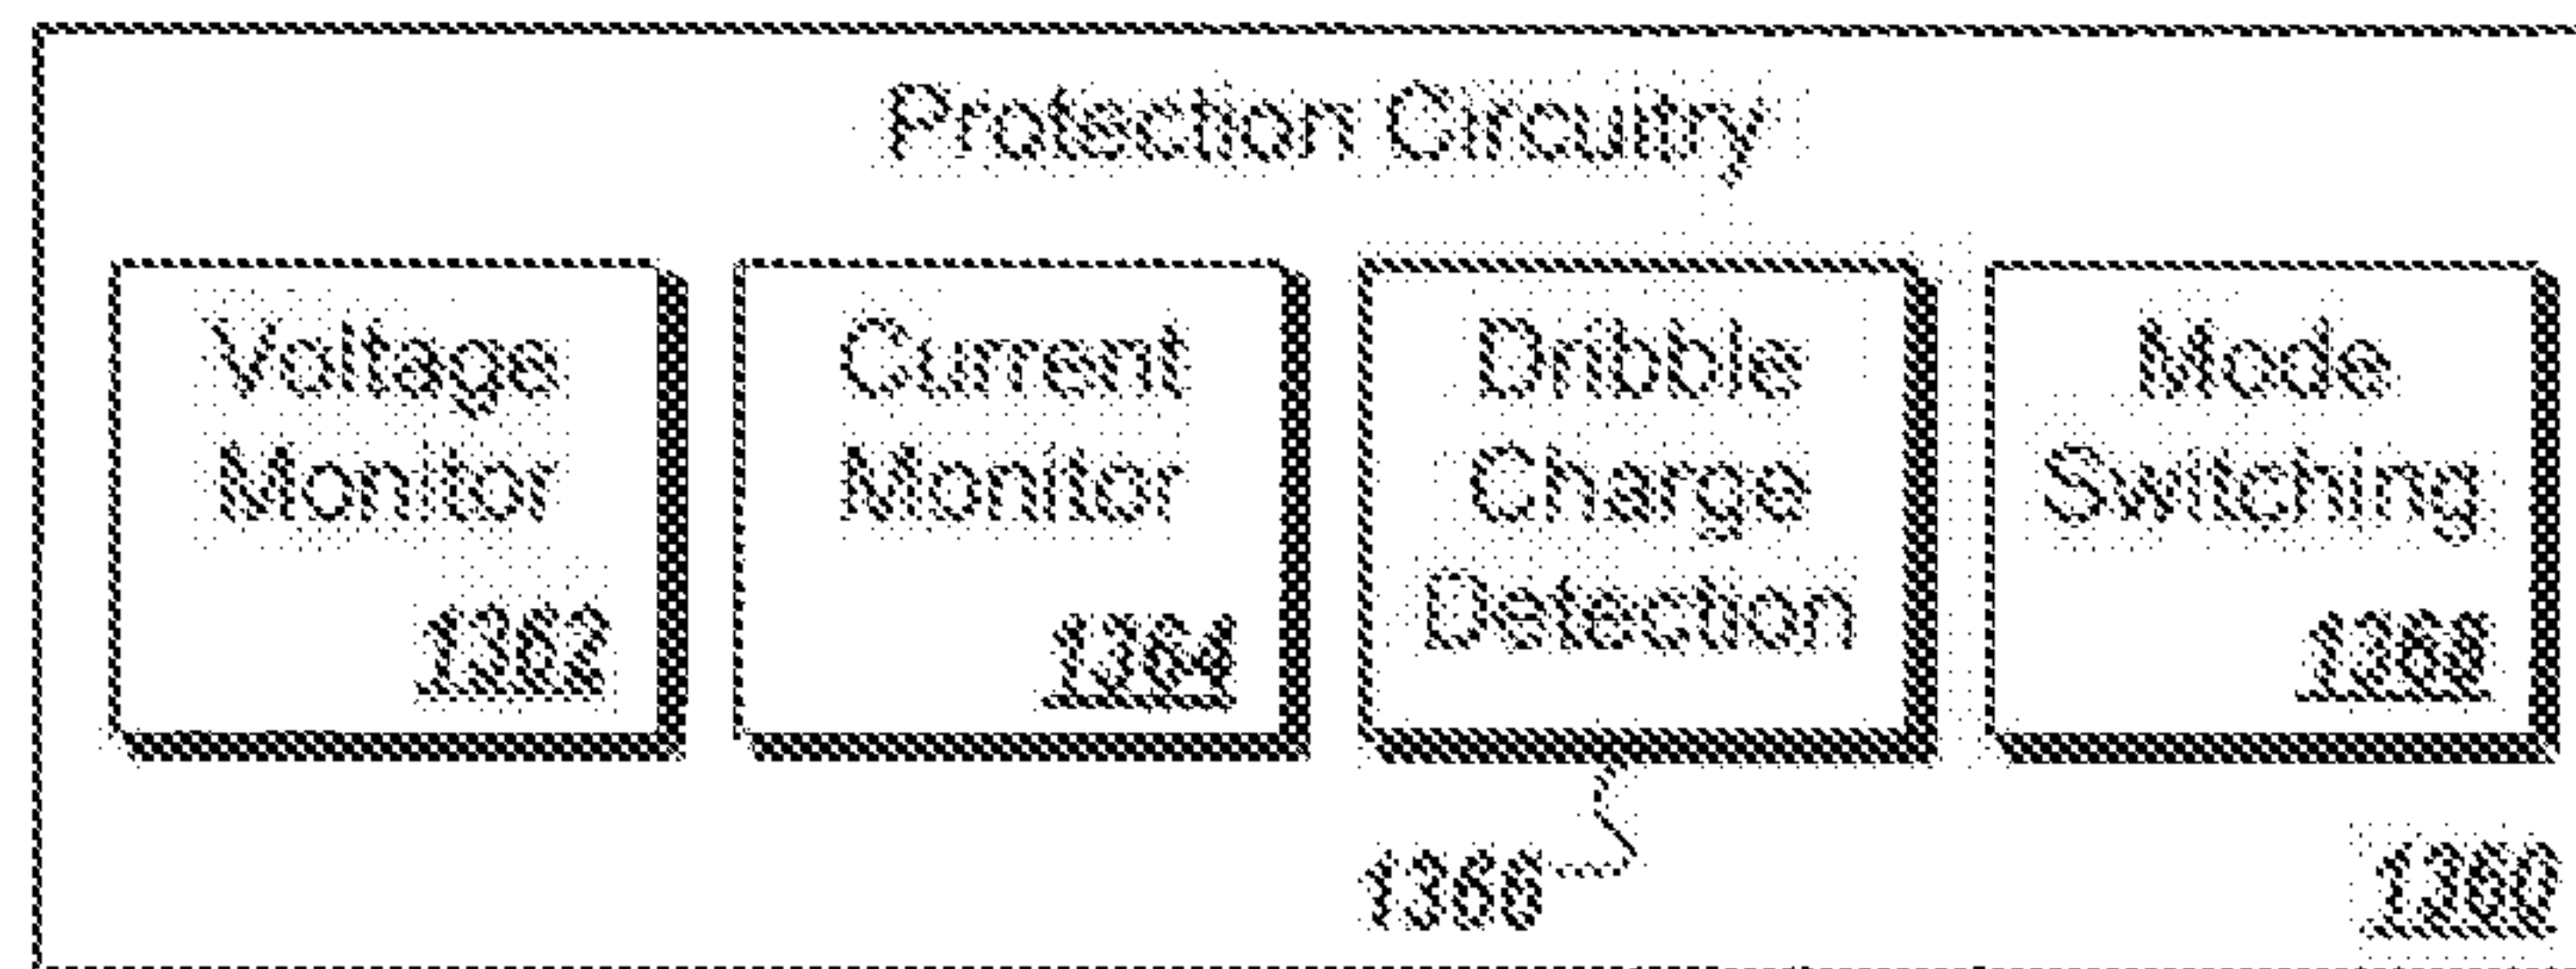 Protection Circuitry
Voltage
Monitor
1362
Current
Monitor
1364
Dribble
Charge
Detection
1366
Mode
Switching
1368
1360